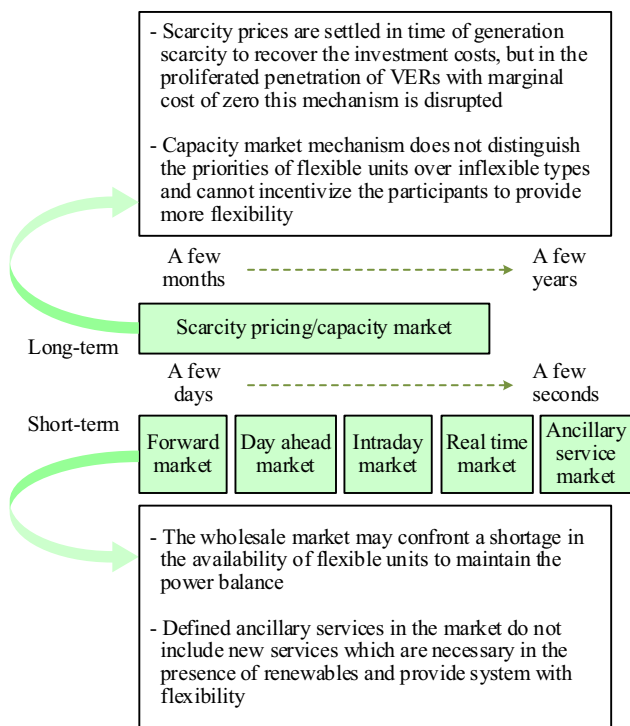 - Scarcity prices are settled in time of generation
scarcity to recover the investment costs, but in the
proliferated penetration of VERs with marginal
cost of zero this mechanism is disrupted
- Capacity market mechanism does not distinguish
the priorities of flexible units over inflexible types
and cannot incentivize the participants to provide
more flexibility
A few
months
A few
years
Scarcity pricing/capacity market
Long-term
A few
days
A few
seconds
Short-term
Forward
market
Day ahead
market
Intraday
market
Real time
market
Ancillary
service
market
- The wholesale market may confront a shortage in
the availability of flexible units to maintain the
power balance
- Defined ancillary services in the market do not
include new services which are necessary in the
presence of renewables and provide system with
flexibility